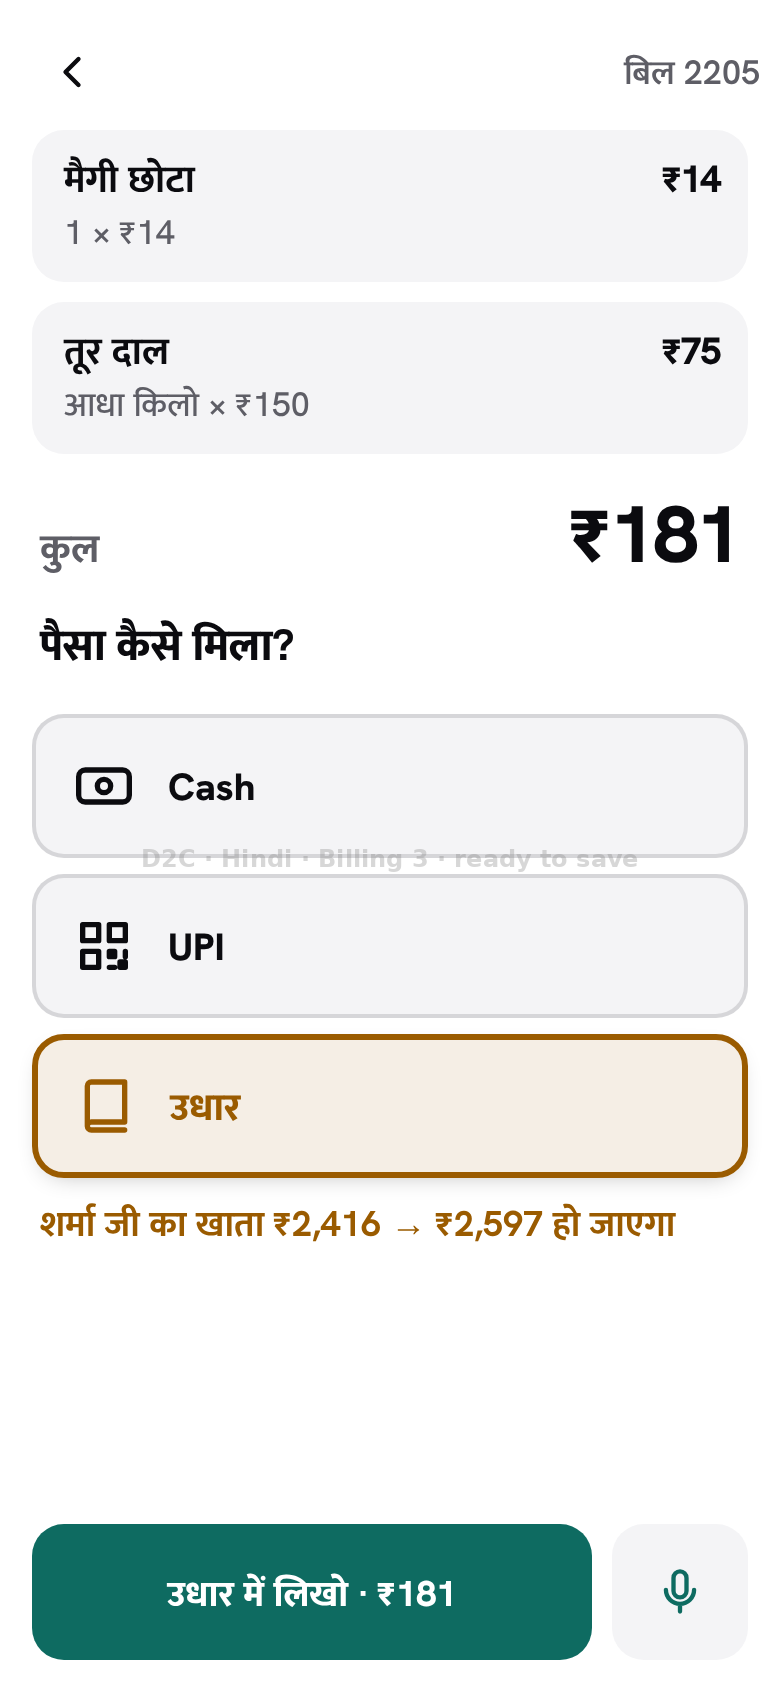 बिल 2205
मैगी छोटा ₹14
1 × ₹14
तूर दाल ₹75
आधा किलो × ₹150
कुल ₹181
पैसा कैसे मिला?
Cash
D2C · Hindi · Billing 3 · ready to save
UPI
उधार
शर्मा जी का खाता ₹2,416 → ₹2,597 हो जाएगा
उधार में लिखो · ₹181